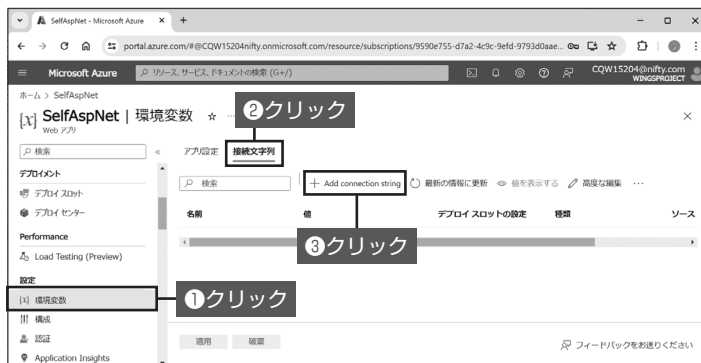 SelfAspNet - Microsoft Azure
portal.azure.com/#@CQW15204nifty.onmicrosoft.com/resource/subscriptions/9590e755-d7a2-4c9c-9efd-9793d0aae...
Microsoft Azure
リソース、サービス、ドキュメントの検索 (G+/)
CQW15204@nifty.com
WINGSPROJECT
ホーム > SelfAspNet
{x} SelfAspNet | 環境変数 ☆ ...
Web アプリ
②クリック
検索
アプリ設定 接続文字列
デプロイメント
デプロイ スロット
デプロイ センター
Performance
Load Testing (Preview)
設定
{x} 環境変数
構成
認証
Application Insights
検索
+ Add connection string
最新の情報に更新
値を表示する
高度な編集 ...
名前 値 デプロイ スロットの設定 種類 ソース
③クリック
①クリック
適用 破棄
フィードバックをお送りください